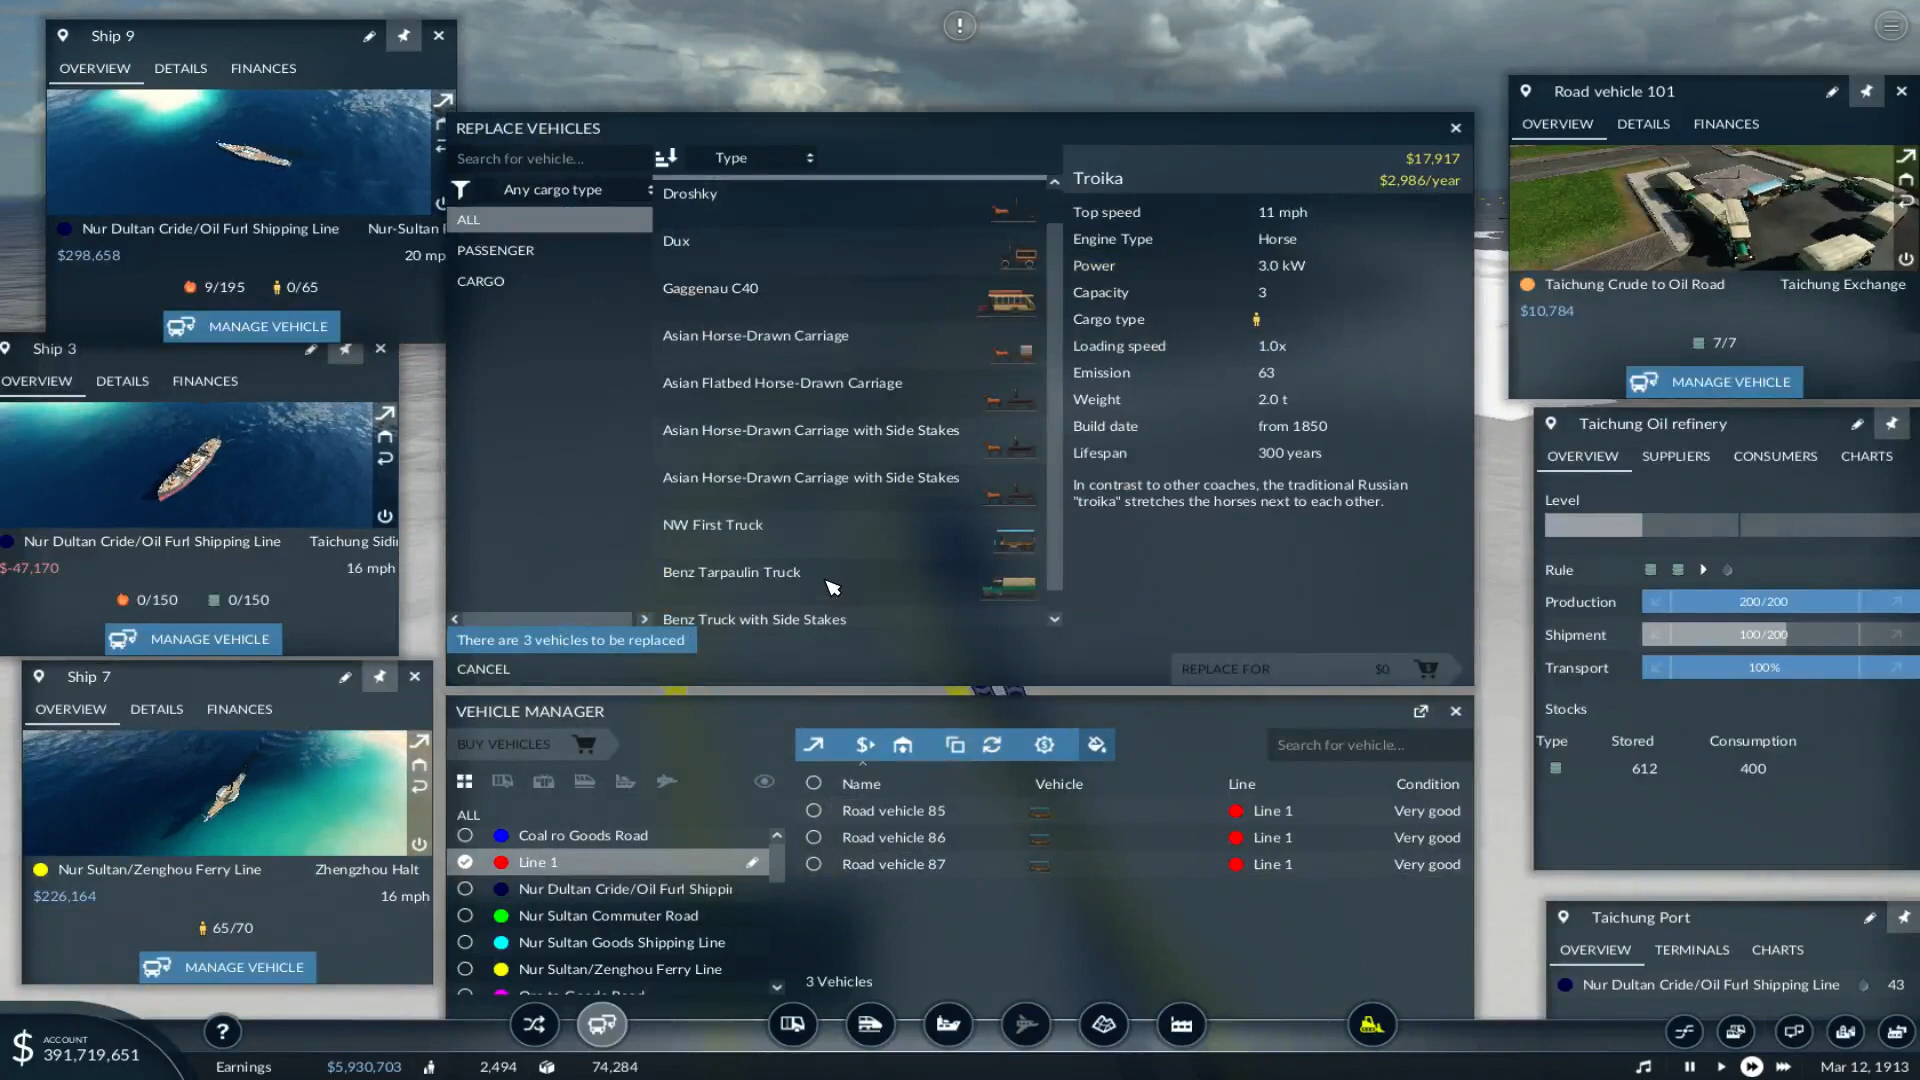 Ship 9
OVERVIEW DETAILS FINANCES
Nur Dultan Cride/Oil Furl Shipping Line Nur-Sultan
$298,658 20 mp
9/195 0/65
MANAGE VEHICLE
Ship 3
OVERVIEW DETAILS FINANCES
Nur Dultan Cride/Oil Furl Shipping Line Taichung Sidi
$-47,170 16 mph
0/150 0/150
MANAGE VEHICLE
Ship 7
OVERVIEW DETAILS FINANCES
Nur Sultan/Zenghou Ferry Line Zhengzhou Halt
$226,164 16 mph
65/70
MANAGE VEHICLE
REPLACE VEHICLES
Search for vehicle... Type
Any cargo type
ALL
PASSENGER
CARGO
Droshky
Dux
Gaggenau C40
Asian Horse-Drawn Carriage
Asian Flatbed Horse-Drawn Carriage
Asian Horse-Drawn Carriage with Side Stakes
Asian Horse-Drawn Carriage with Side Stakes
NW First Truck
Benz Tarpaulin Truck
Benz Truck with Side Stakes
There are 3 vehicles to be replaced
CANCEL
Troika
$17,917
$2,986/year
Top speed 11 mph
Engine Type Horse
Power 3.0 kW
Capacity 3
Cargo type
Loading speed 1.0x
Emission 63
Weight 2.0 t
Build date from 1850
Lifespan 300 years
In contrast to other coaches, the traditional Russian
"troika" stretches the horses next to each other.
REPLACE FOR $0
VEHICLE MANAGER
BUY VEHICLES
Search for vehicle...
ALL
Coal ro Goods Road
Line 1
Nur Dultan Cride/Oil Furl Shippin
Nur Sultan Commuter Road
Nur Sultan Goods Shipping Line
Nur Sultan/Zenghou Ferry Line
Name Vehicle Line Condition
Road vehicle 85 Line 1 Very good
Road vehicle 86 Line 1 Very good
Road vehicle 87 Line 1 Very good
3 Vehicles
Road vehicle 101
OVERVIEW DETAILS FINANCES
Taichung Crude to Oil Road Taichung Exchange
$10,784
7/7
MANAGE VEHICLE
Taichung Oil refinery
OVERVIEW SUPPLIERS CONSUMERS CHARTS
Level
Rule
Production 200/200
Shipment 100/200
Transport 100%
Stocks
Type Stored Consumption
612 400
Taichung Port
OVERVIEW TERMINALS CHARTS
Nur Dultan Cride/Oil Furl Shipping Line 43
$ ACCOUNT
391,719,651
?
Earnings $5,930,703 2,494 74,284
Mar 12, 1913